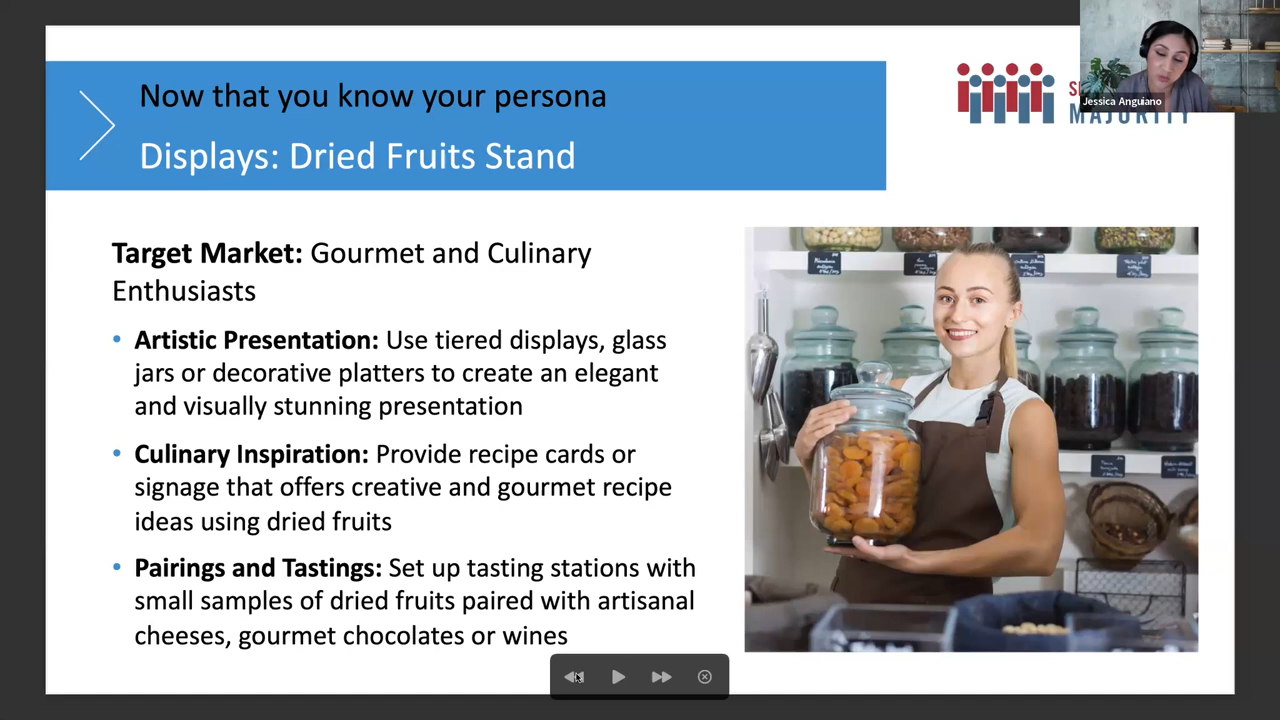 Now that you know your persona
Displays: Dried Fruits Stand
MAJORITY
Jessica Anguiano
Target Market: Gourmet and Culinary
Enthusiasts
• Artistic Presentation: Use tiered displays, glass
jars or decorative platters to create an elegant
and visually stunning presentation
• Culinary Inspiration: Provide recipe cards or
signage that offers creative and gourmet recipe
ideas using dried fruits
• Pairings and Tastings: Set up tasting stations with
small samples of dried fruits paired with artisanal
cheeses, gourmet chocolates or wines